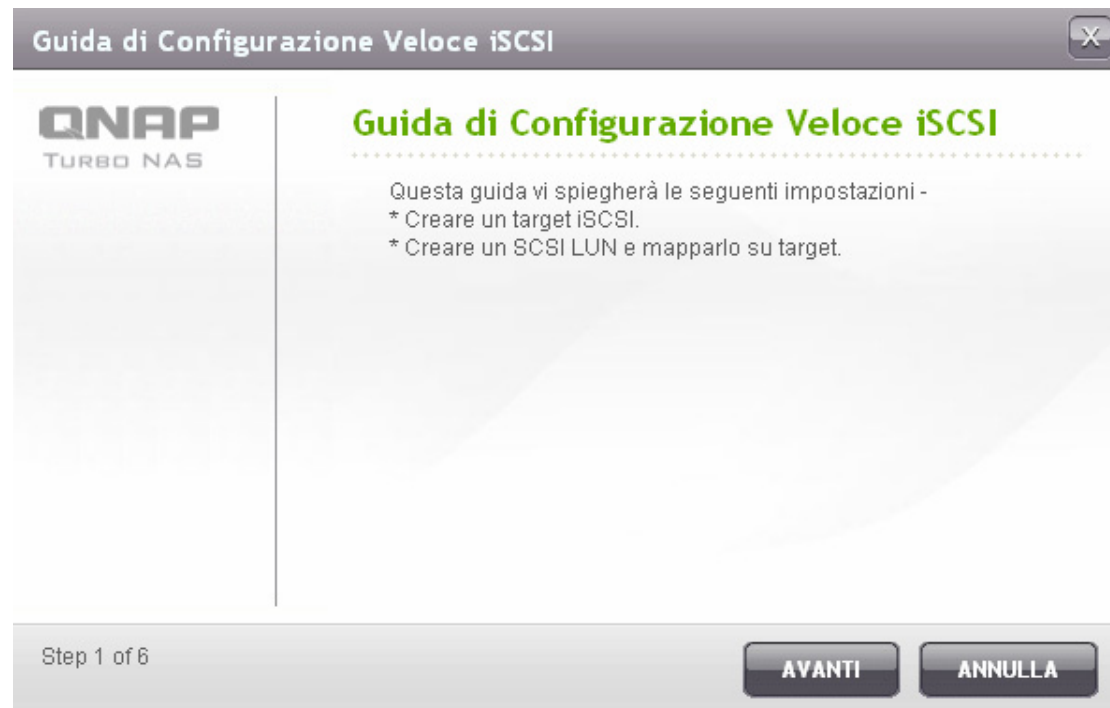 Guida di Configurazione Veloce iSCSI
X
QNAP
TURBO NAS
Guida di Configurazione Veloce iSCSI
Questa guida vi spiegherà le seguenti impostazioni -
* Creare un target iSCSI.
* Creare un SCSI LUN e mapparlo su target.
Step 1 of 6
AVANTI
ANNULLA